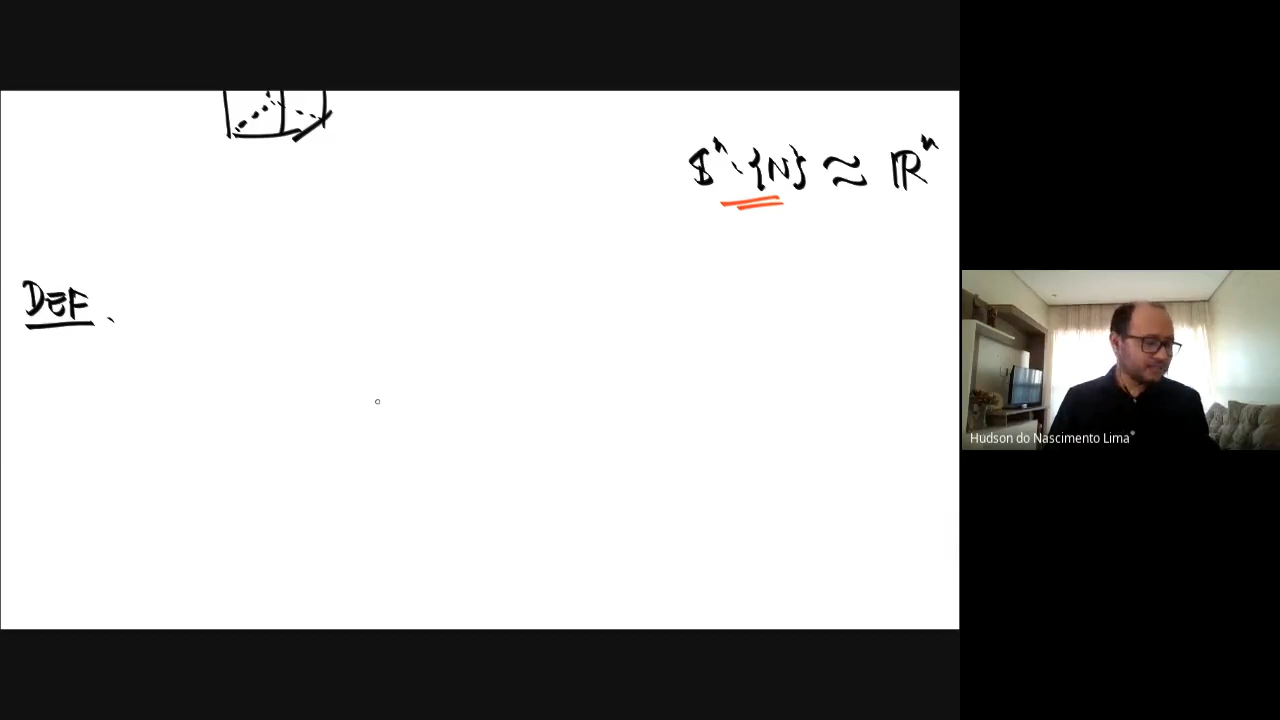 𝕊ⁿ∖{N} ≈ ℝⁿ
DEF.
Hudson do Nascimento Lima